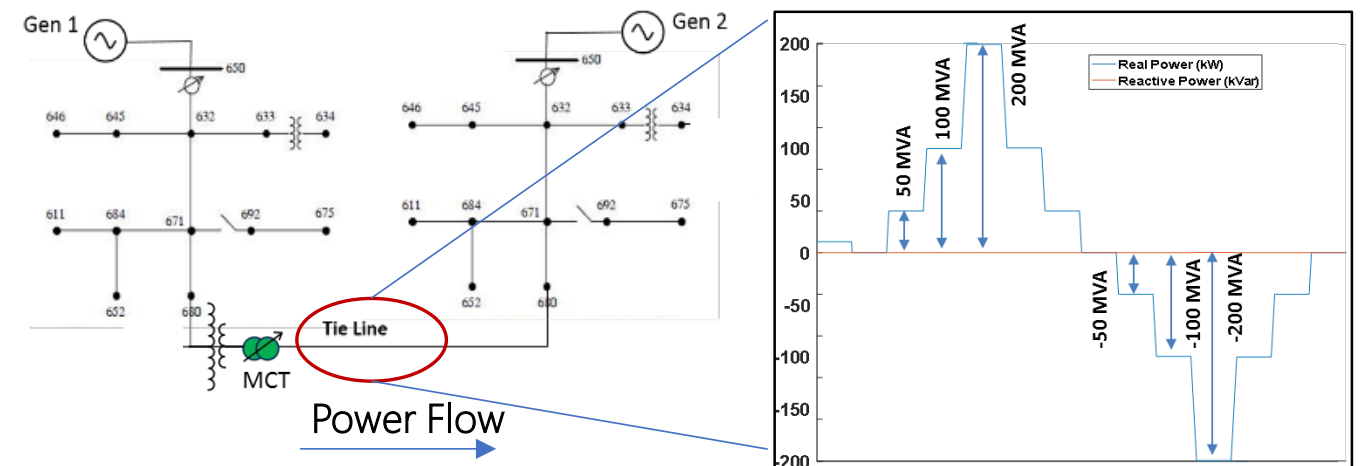 Gen 1
Gen 2
650
650
646 645 632 633 634
646 645 632 633 634
611 684 671 692 675
611 684 671 692 675
652 680
652 680
Tie Line
MCT
Power Flow
200
150
100
50
0
-50
-100
-150
-200
Real Power (kW)
Reactive Power (kVar)
50 MVA
100 MVA
200 MVA
-50 MVA
-100 MVA
-200 MVA